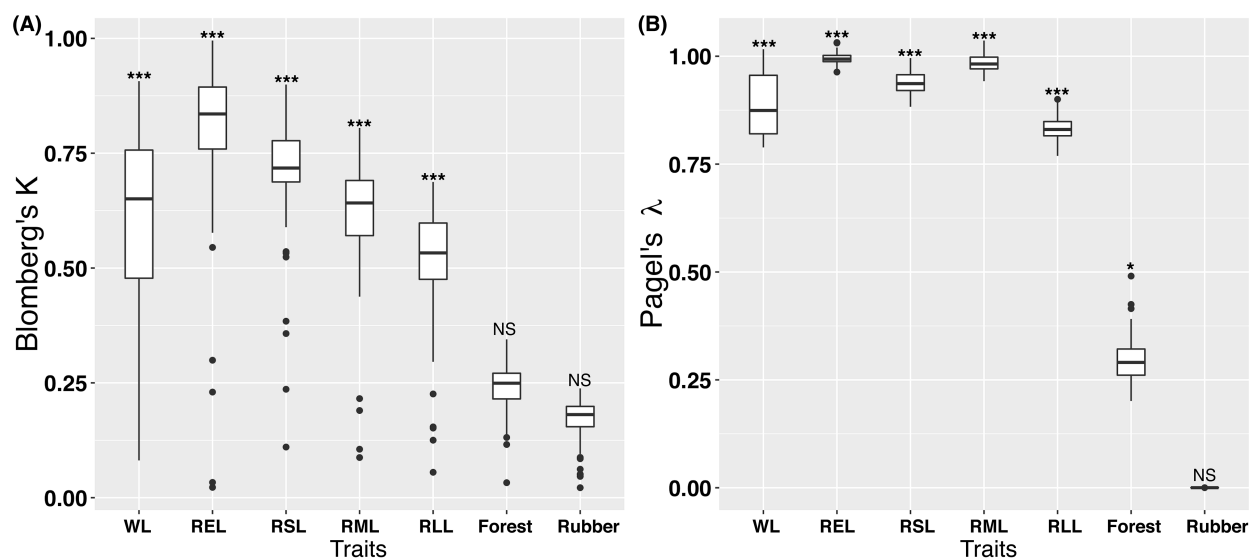 (A)
Blomberg's K
1.00
0.75
0.50
0.25
0.00
***
***
***
***
***
NS
NS
WL REL RSL RML RLL Forest Rubber
Traits
(B)
Pagel's λ
1.00
0.75
0.50
0.25
0.00
***
***
***
***
***
*
NS
WL REL RSL RML RLL Forest Rubber
Traits